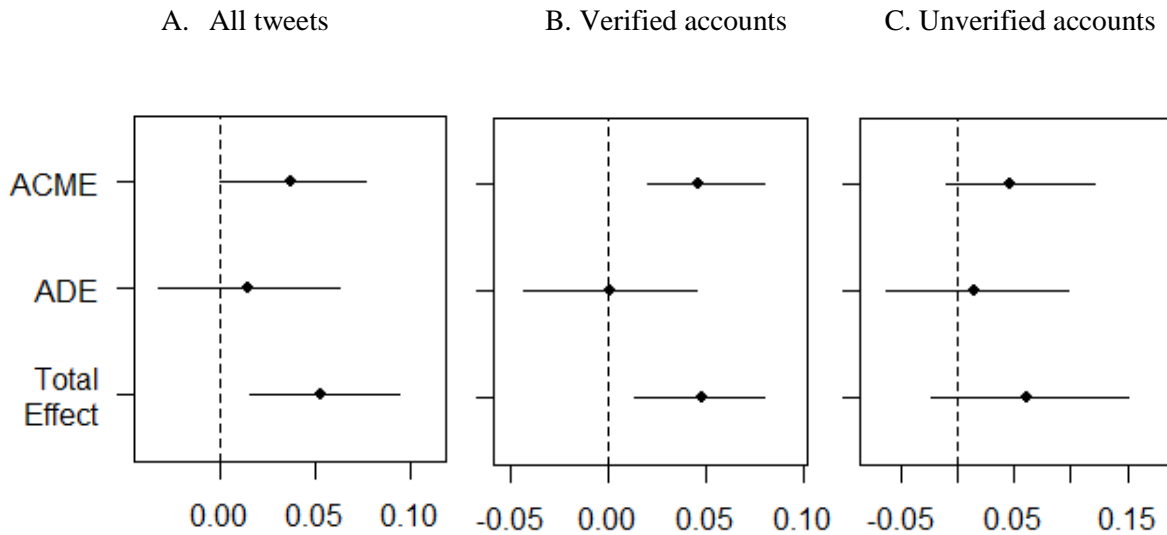 A. All tweets
B. Verified accounts
C. Unverified accounts
ACME
ADE
Total
Effect
0.00 0.05 0.10
-0.05 0.00 0.05 0.10
-0.05 0.05 0.15